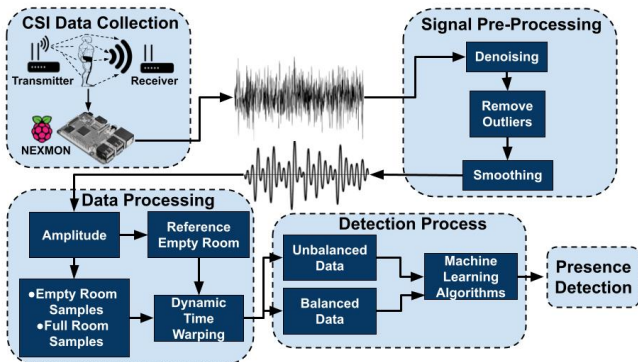 CSI Data Collection
Transmitter
Receiver
NEXMON
Signal Pre-Processing
Denoising
Remove
Outliers
Smoothing
Data Processing
Amplitude
Reference
Empty Room
●Empty Room
Samples
●Full Room
Samples
Dynamic
Time
Warping
Detection Process
Unbalanced
Data
Balanced
Data
Machine
Learning
Algorithms
Presence
Detection